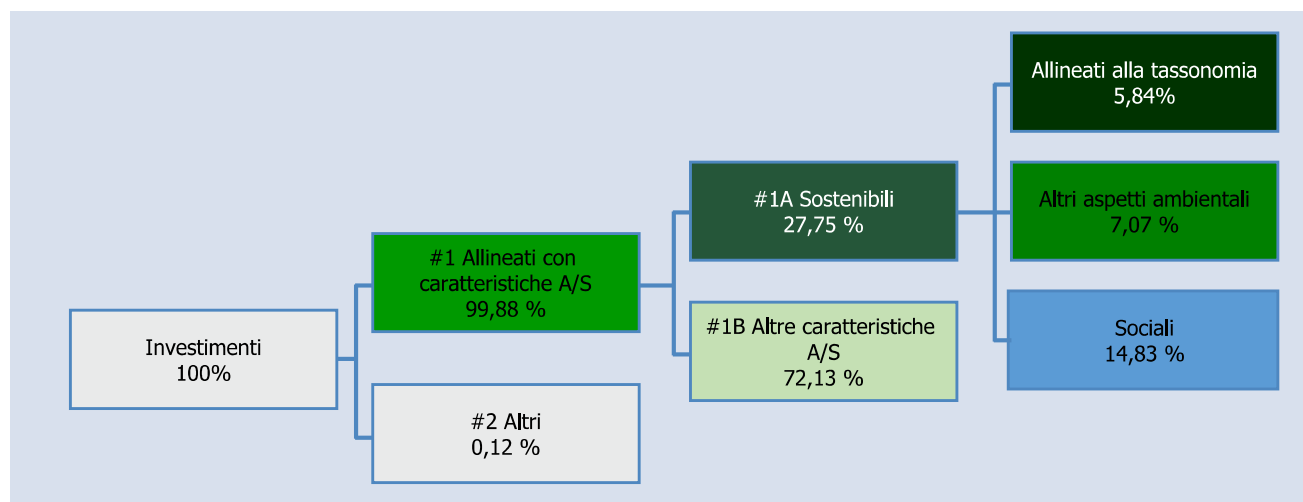 Investimenti
100%
#1 Allineati con
caratteristiche A/S
99,88 %
#2 Altri
0,12 %
#1A Sostenibili
27,75 %
#1B Altre caratteristiche
A/S
72,13 %
Allineati alla tassonomia
5,84%
Altri aspetti ambientali
7,07 %
Sociali
14,83 %